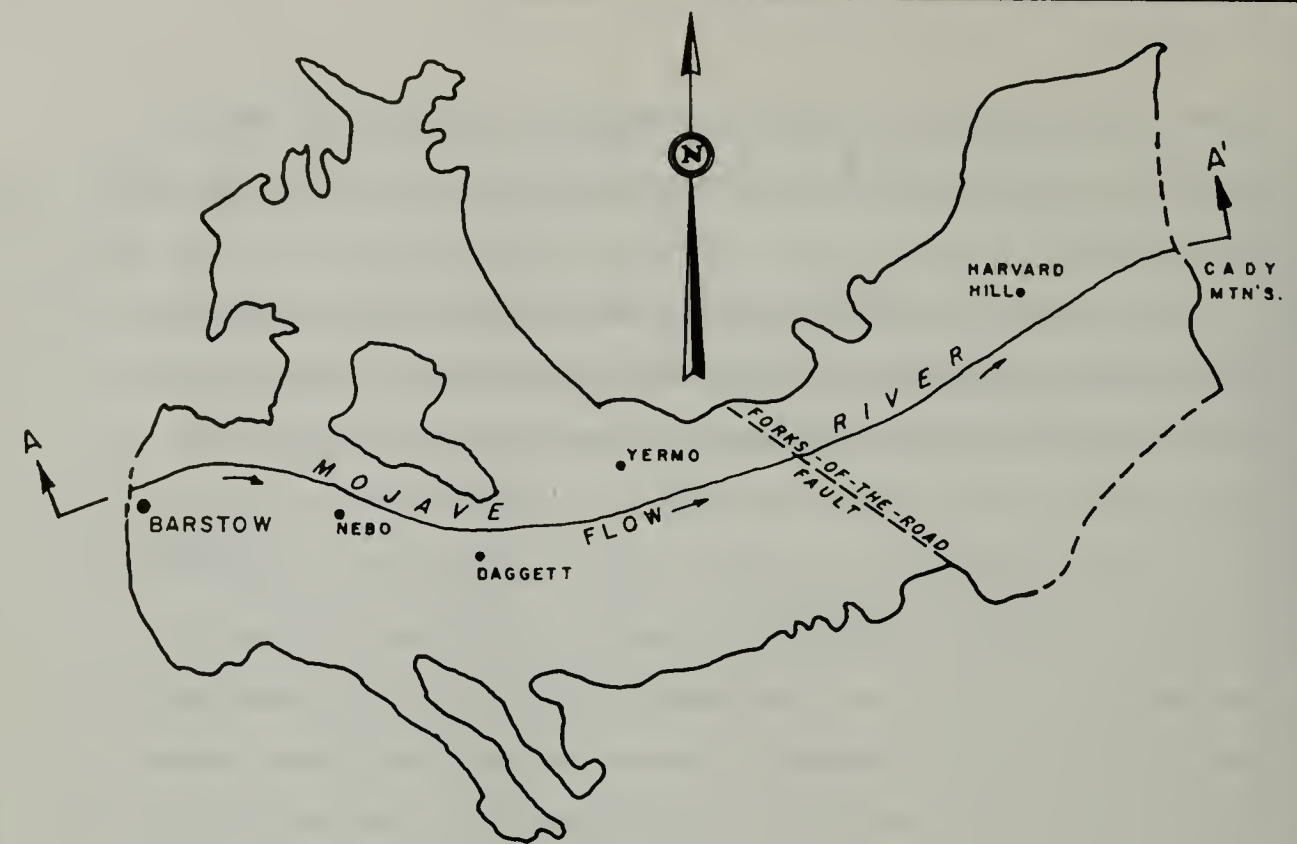 N
A'
HARVARD
HILL
CADY
MTN'S.
MOJAVE RIVER
FORKS-OF-THE-ROAD
FAULT
A
YERMO
BARSTOW
NEBO
FLOW
DAGGETT